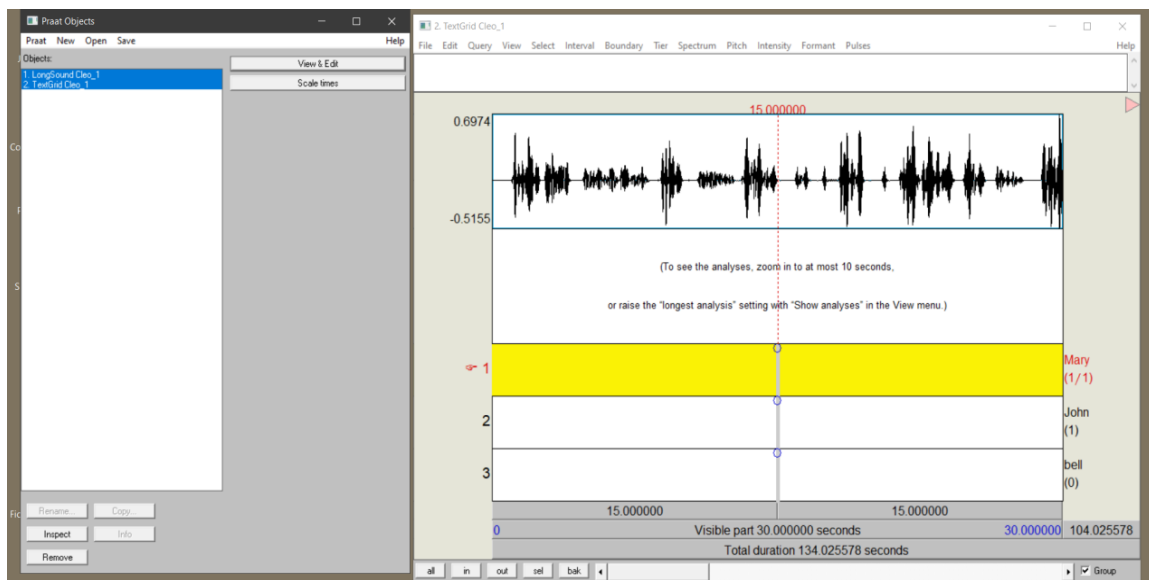 Praat Objects
Praat New Open Save Help
Objects:
1. LongSound Cleo_1
2. TextGrid Cleo_1
View & Edit
Scale times
Rename... Copy...
Inspect Info
Remove
2. TextGrid Cleo_1
File Edit Query View Select Interval Boundary Tier Spectrum Pitch Intensity Formant Pulses Help
15.000000
0.6974
-0.5155
(To see the analyses, zoom in to at most 10 seconds,
or raise the "longest analysis" setting with "Show analyses" in the View menu.)
1 Mary
(1/1)
2 John
(1)
3 bell
(0)
15.000000 15.000000
0 Visible part 30.000000 seconds 30.000000 104.025578
Total duration 134.025578 seconds
all in out sel bak Group
Co
S
Fic